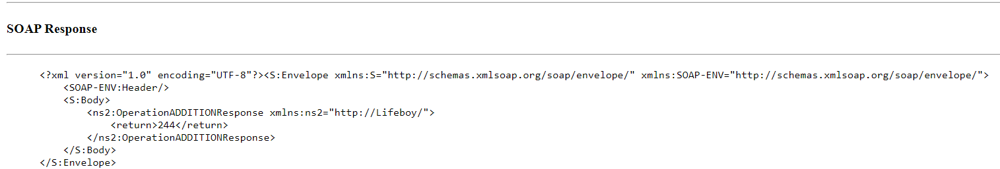 SOAP Response
<?xml version="1.0" encoding="UTF-8"?><S:Envelope xmlns:S="http://schemas.xmlsoap.org/soap/envelope/" xmlns:SOAP-ENV="http://schemas.xmlsoap.org/soap/envelope/">
    <SOAP-ENV:Header/>
    <S:Body>
        <ns2:OperationADDITIONResponse xmlns:ns2="http://Lifeboy/">
            <return>244</return>
        </ns2:OperationADDITIONResponse>
    </S:Body>
</S:Envelope>